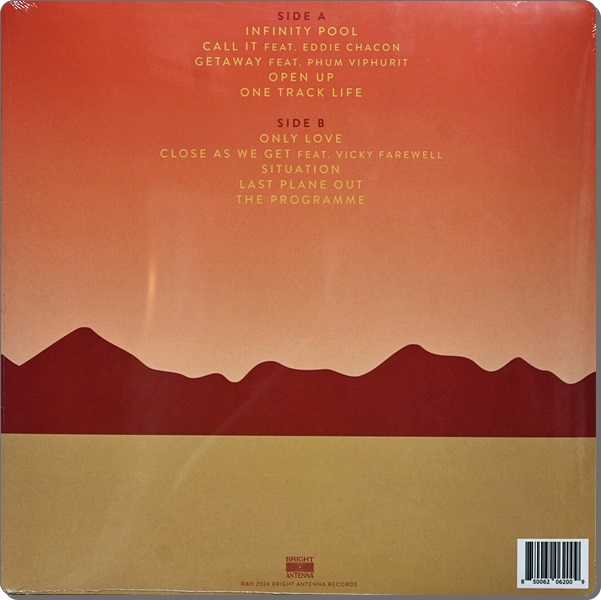 SIDE A
INFINITY POOL
CALL IT FEAT. EDDIE CHACON
GETAWAY FEAT. PHUM VIPHURIT
OPEN UP
ONE TRACK LIFE
SIDE B
ONLY LOVE
CLOSE AS WE GET FEAT. VICKY FAREWELL
SITUATION
LAST PLANE OUT
THE PROGRAMME
BRIGHT
ANTENNA
©&℗ 2024 BRIGHT ANTENNA RECORDS
8 50062 06200 9